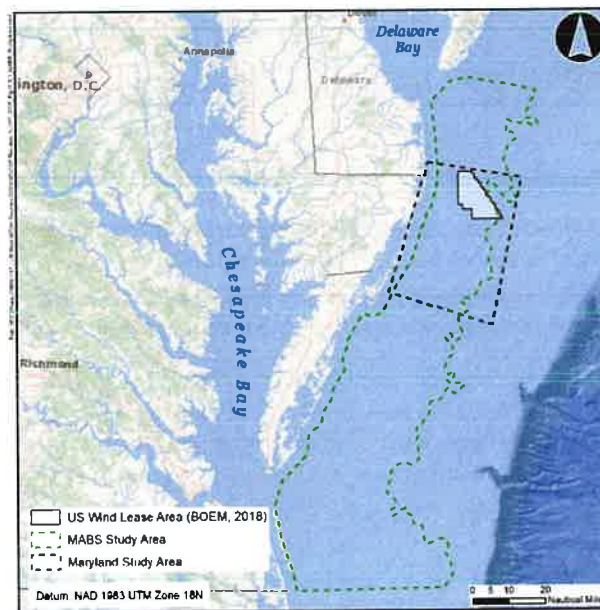 Delaware
Bay
Annapolis
Delaware
ington, D.C.
Chesapeake Bay
Richmond
US Wind Lease Area (BOEM, 2018)
MABS Study Area
Maryland Study Area
Datum: NAD 1983 UTM Zone 18N
0 5 10 20
Nautical Mile